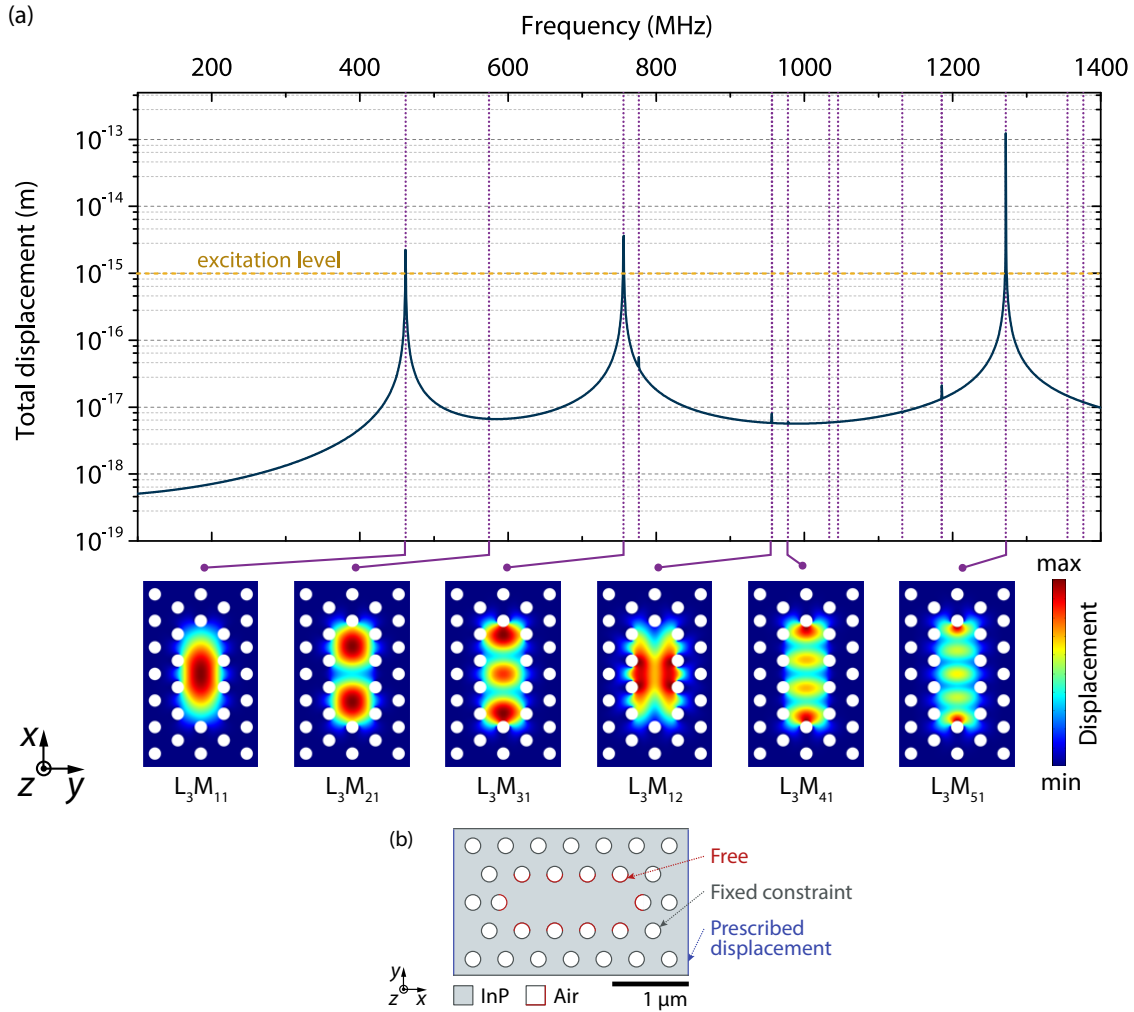 (a)
Frequency (MHz)
200 400 600 800 1000 1200 1400
Total displacement (m)
10-13
10-14
excitation level
10-15
10-16
10-17
10-18
10-19
max
Displacement
min
x
z y
L3M11 L3M21 L3M31 L3M12 L3M41 L3M51
(b)
Free
Fixed constraint
Prescribed
displacement
y
z x
InP Air
1 µm